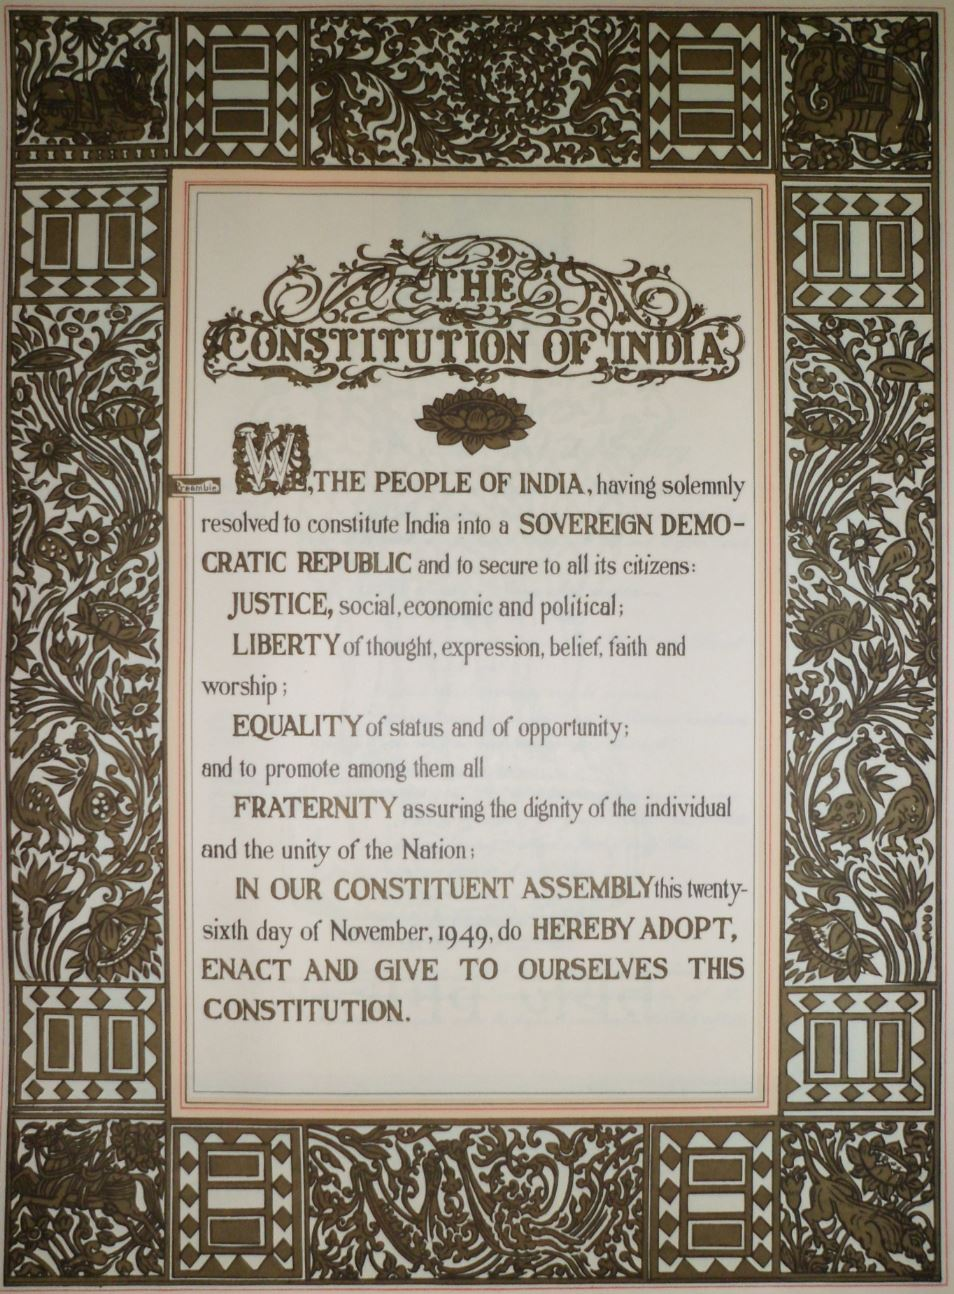 THE
CONSTITUTION OF INDIA
Preamble
WE, THE PEOPLE OF INDIA, having solemnly
resolved to constitute India into a SOVEREIGN DEMO-
CRATIC REPUBLIC and to secure to all its citizens:
JUSTICE, social, economic and political;
LIBERTY of thought, expression, belief, faith and
worship;
EQUALITY of status and of opportunity;
and to promote among them all
FRATERNITY assuring the dignity of the individual
and the unity of the Nation;
IN OUR CONSTITUENT ASSEMBLY this twenty-
sixth day of November, 1949, do HEREBY ADOPT,
ENACT AND GIVE TO OURSELVES THIS
CONSTITUTION.